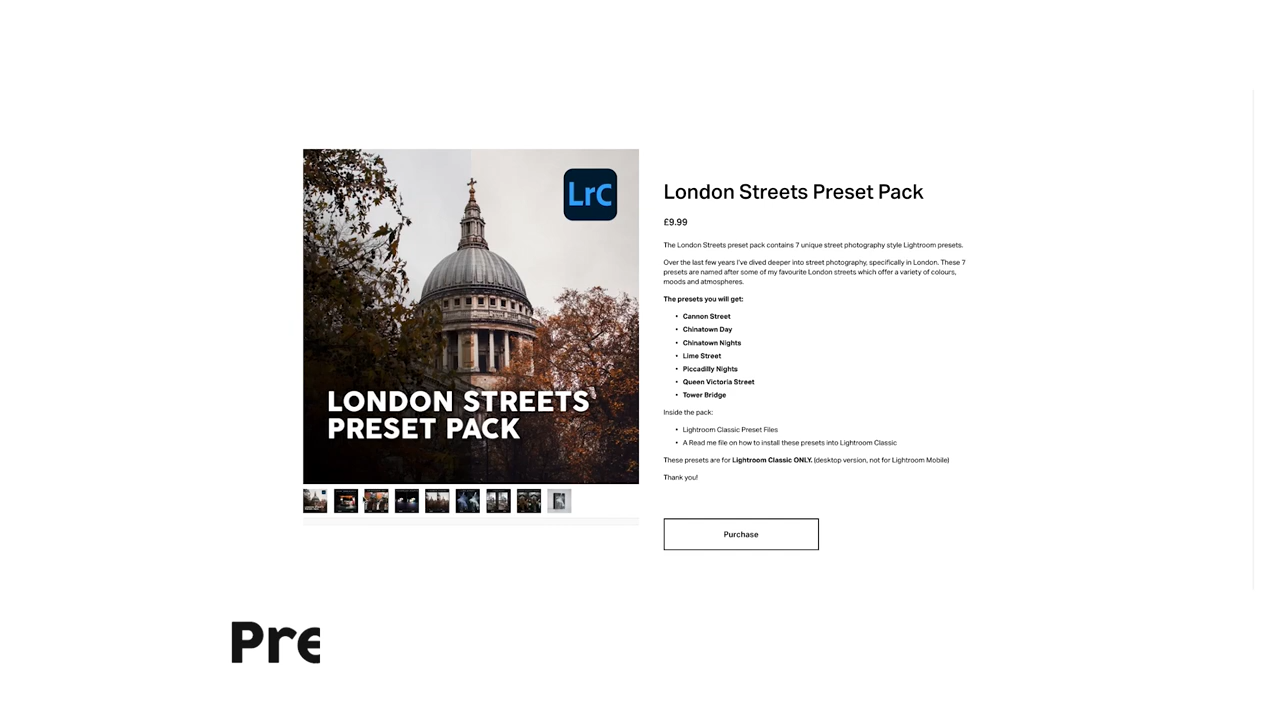 LrC
LONDON STREETS
PRESET PACK
London Streets Preset Pack
£9.99
The London Streets preset pack contains 7 unique street photography style Lightroom presets.
Over the last few years I've dived deeper into street photography, specifically in London. These 7
presets are named after some of my favourite London streets which offer a variety of colours,
moods and atmospheres.
The presets you will get:
• Cannon Street
• Chinatown Day
• Chinatown Nights
• Lime Street
• Piccadilly Nights
• Queen Victoria Street
• Tower Bridge
Inside the pack:
• Lightroom Classic Preset Files
• A Read me file on how to install these presets into Lightroom Classic
These presets are for Lightroom Classic ONLY. (desktop version, not for Lightroom Mobile)
Thank you!
Purchase
Pre